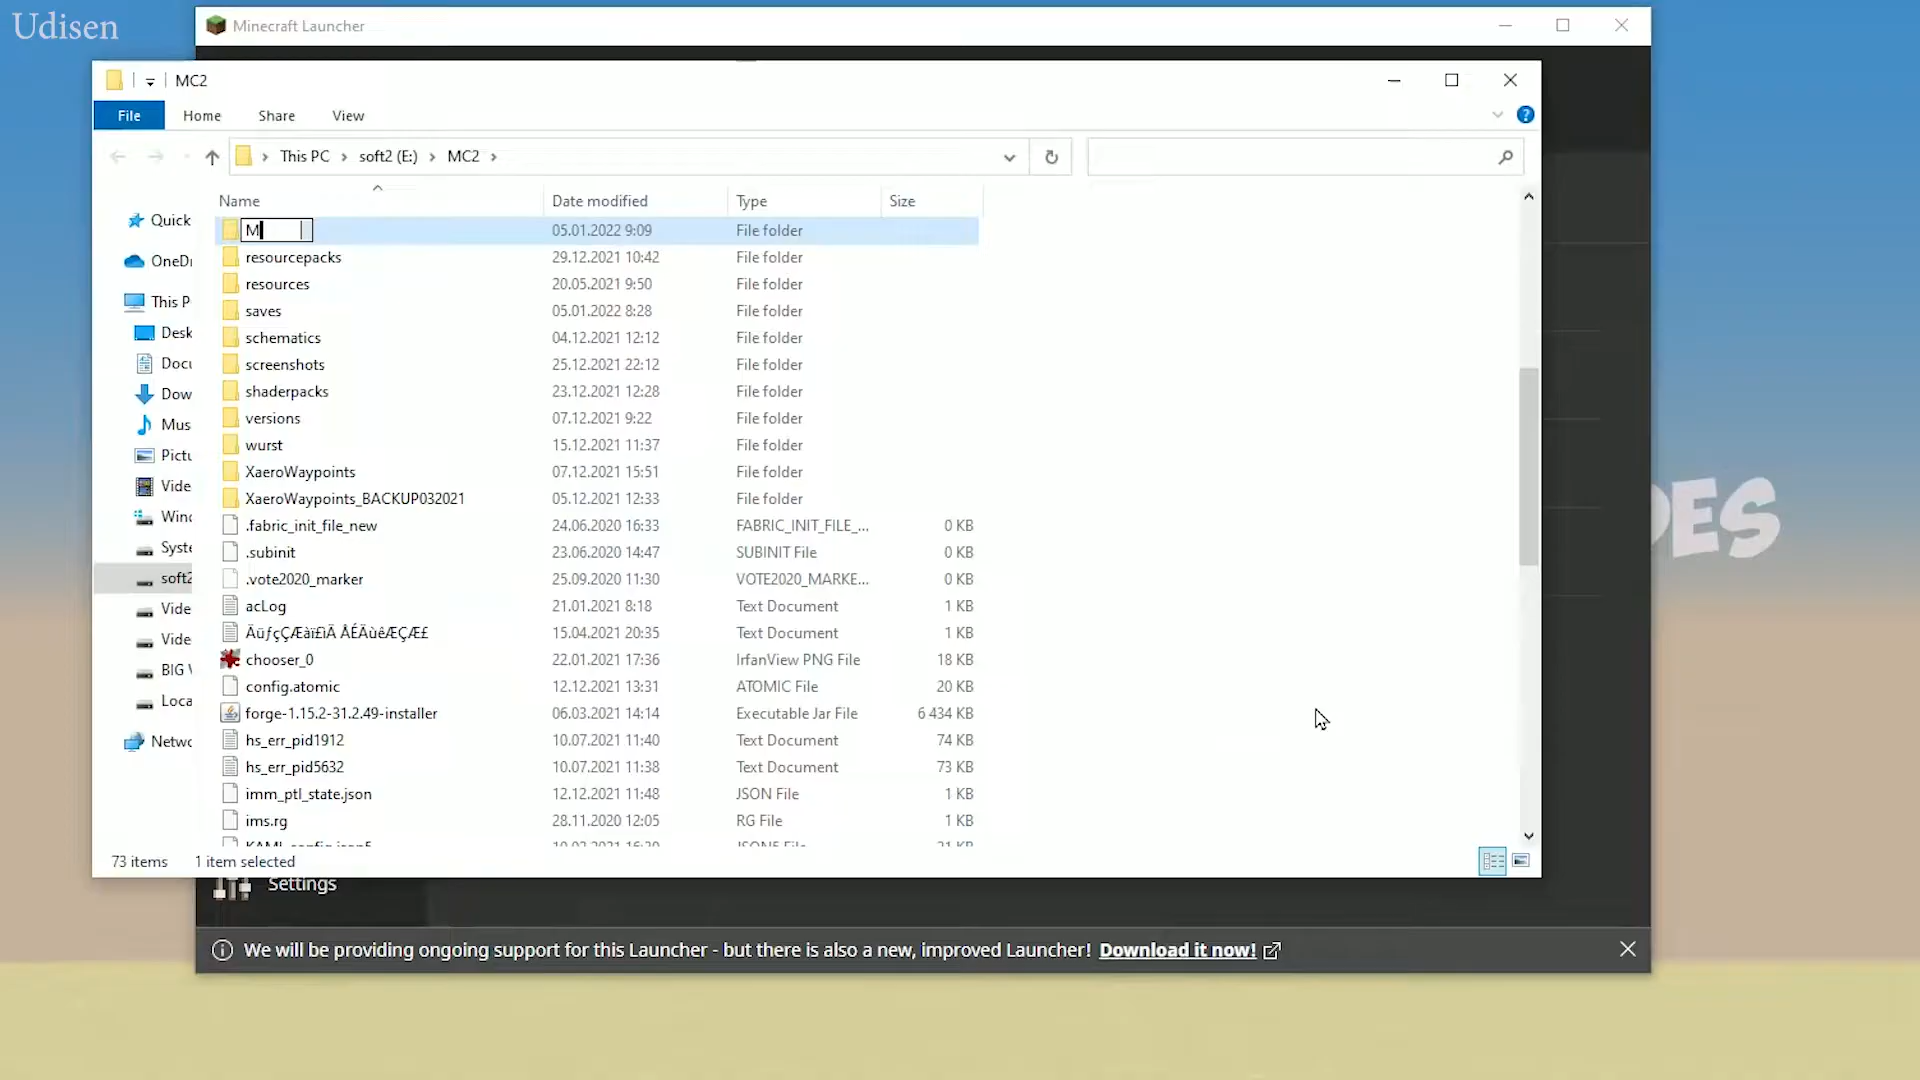 Udisen
Minecraft Launcher
MC2
File Home Share View
This PC soft2 (E:) MC2
Name Date modified Type Size
M 05.01.2022 9:09 File folder
resourcepacks 29.12.2021 10:42 File folder
resources 20.05.2021 9:50 File folder
saves 05.01.2022 8:28 File folder
schematics 04.12.2021 12:12 File folder
screenshots 25.12.2021 22:12 File folder
shaderpacks 23.12.2021 12:28 File folder
versions 07.12.2021 9:22 File folder
wurst 15.12.2021 11:37 File folder
XaeroWaypoints 07.12.2021 15:51 File folder
XaeroWaypoints_BACKUP032021 05.12.2021 12:33 File folder
.fabric_init_file_new 24.06.2020 16:33 FABRIC_INIT_FILE_... 0 KB
.subinit 23.06.2020 14:47 SUBINIT File 0 KB
.vote2020_marker 25.09.2020 11:30 VOTE2020_MARKE... 0 KB
acLog 21.01.2021 8:18 Text Document 1 KB
15.04.2021 20:35 Text Document 1 KB
chooser_0 22.01.2021 17:36 IrfanView PNG File 18 KB
config.atomic 12.12.2021 13:31 ATOMIC File 20 KB
forge-1.15.2-31.2.49-installer 06.03.2021 14:14 Executable Jar File 6 434 KB
hs_err_pid1912 10.07.2021 11:40 Text Document 74 KB
hs_err_pid5632 10.07.2021 11:38 Text Document 73 KB
imm_ptl_state.json 12.12.2021 11:48 JSON File 1 KB
ims.rg 28.11.2020 12:05 RG File 1 KB
Quick
OneDr
This P
Desk
Docu
Dow
Mus
Pictu
Vide
Wind
Syste
soft2
Vide
Vide
BIG
Loca
Netwo
73 items 1 item selected
Settings
We will be providing ongoing support for this Launcher - but there is also a new, improved Launcher! Download it now!
DES